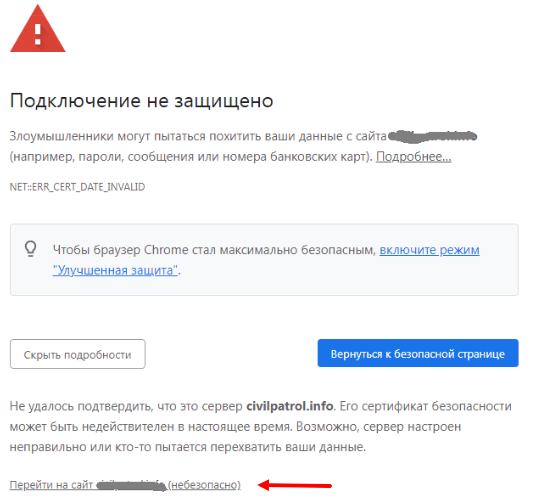 Подключение не защищено
Злоумышленники могут пытаться похитить ваши данные с сайта
(например, пароли, сообщения или номера банковских карт). Подробнее...
NET::ERR_CERT_DATE_INVALID
Чтобы браузер Chrome стал максимально безопасным, включите режим
"Улучшенная защита".
Скрыть подробности
Вернуться к безопасной странице
Не удалось подтвердить, что это сервер civilpatrol.info. Его сертификат безопасности
может быть недействителен в настоящее время. Возможно, сервер настроен
неправильно или кто-то пытается перехватить ваши данные.
Перейти на сайт (небезопасно)